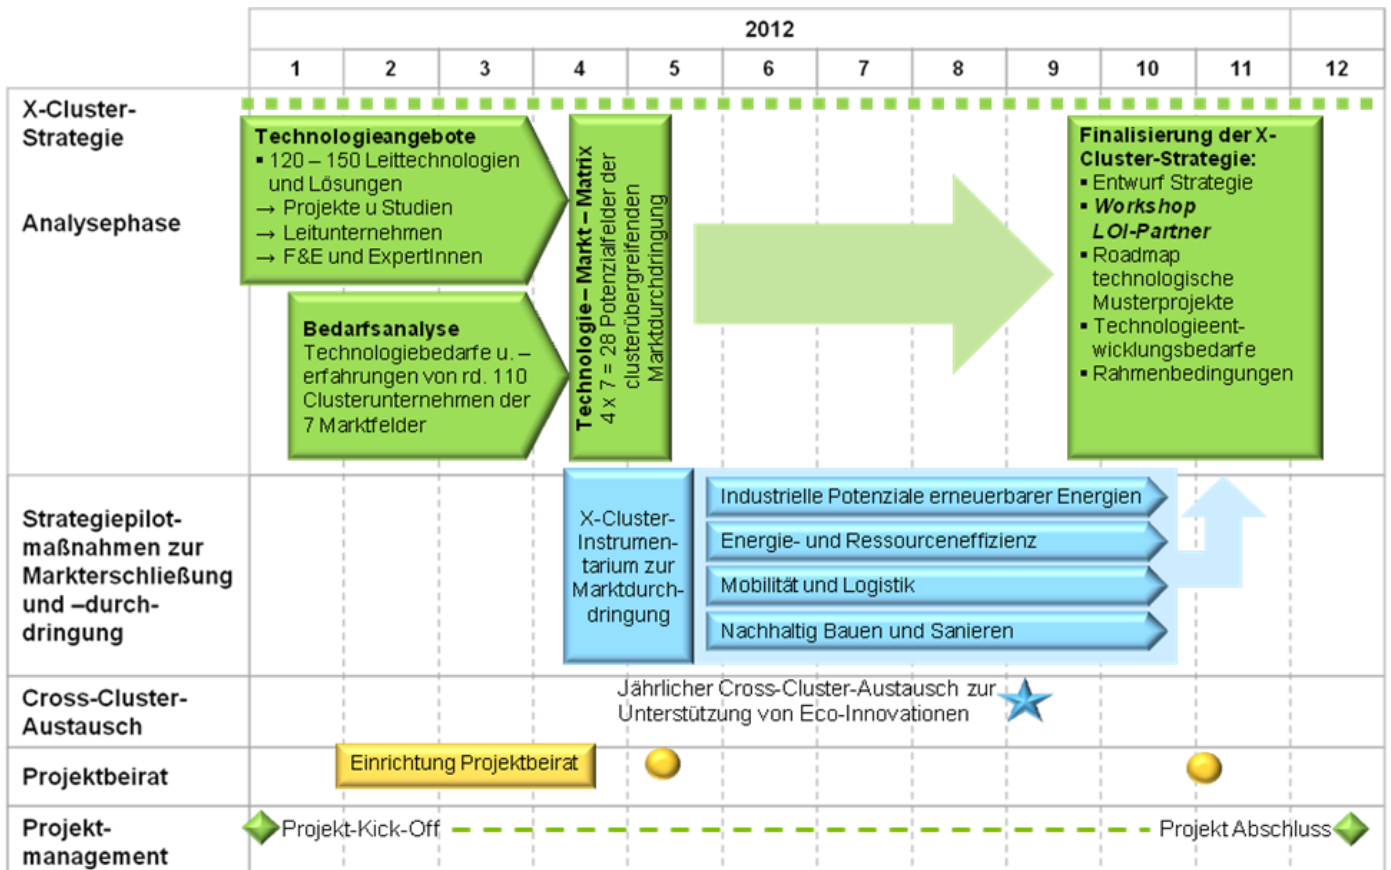 2012
1 2 3 4 5 6 7 8 9 10 11 12
X-Cluster-
Strategie
Analysephase
Technologieangebote
▪ 120 – 150 Leittechnologien
und Lösungen
→ Projekte u Studien
→ Leitunternehmen
→ F&E und ExpertInnen
Bedarfsanalyse
Technologiebedarfe u. –
erfahrungen von rd. 110
Clusterunternehmen der
7 Marktfelder
Technologie – Markt – Matrix
4 x 7 = 28 Potenzialfelder der
clusterübergreifenden
Marktdurchdringung
Finalisierung der X-
Cluster-Strategie:
▪ Entwurf Strategie
▪ Workshop
LOI-Partner
▪ Roadmap
technologische
Musterprojekte
▪ Technologieent-
wicklungsbedarfe
▪ Rahmenbedingungen
Strategiepilot-
maßnahmen zur
Markterschließung
und –durch-
dringung
X-Cluster-
Instrumen-
tarium zur
Marktdurch-
dringung
Industrielle Potenziale erneuerbarer Energien
Energie- und Ressourceneffizienz
Mobilität und Logistik
Nachhaltig Bauen und Sanieren
Cross-Cluster-
Austausch
Jährlicher Cross-Cluster-Austausch zur
Unterstützung von Eco-Innovationen
Projektbeirat
Einrichtung Projektbeirat
Projekt-
management
Projekt-Kick-Off
Projekt Abschluss